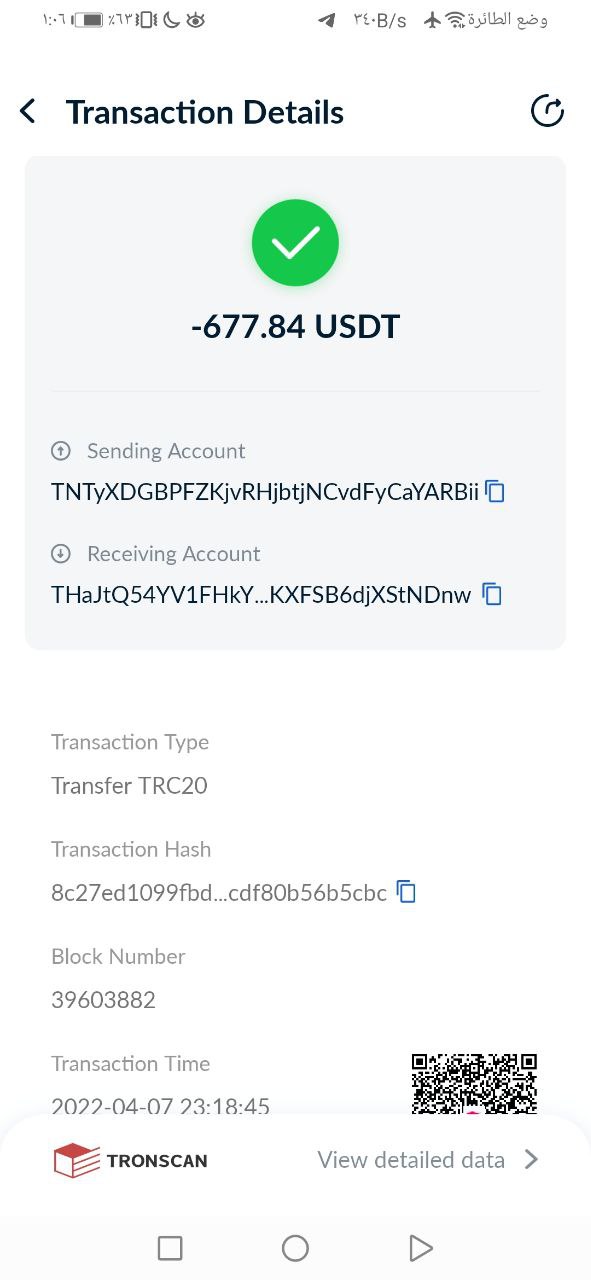 ١:٠٦ ٪٦٣ ٣٤٠B/s وضع الطائرة
Transaction Details
-677.84 USDT
Sending Account
TNTyXDGBPFZKjvRHjbtjNCvdFyCaYARBii
Receiving Account
THaJtQ54YV1FHkY...KXFSB6djXStNDnw
Transaction Type
Transfer TRC20
Transaction Hash
8c27ed1099fbd...cdf80b56b5cbc
Block Number
39603882
Transaction Time
2022-04-07 23:18:45
TRONSCAN
View detailed data